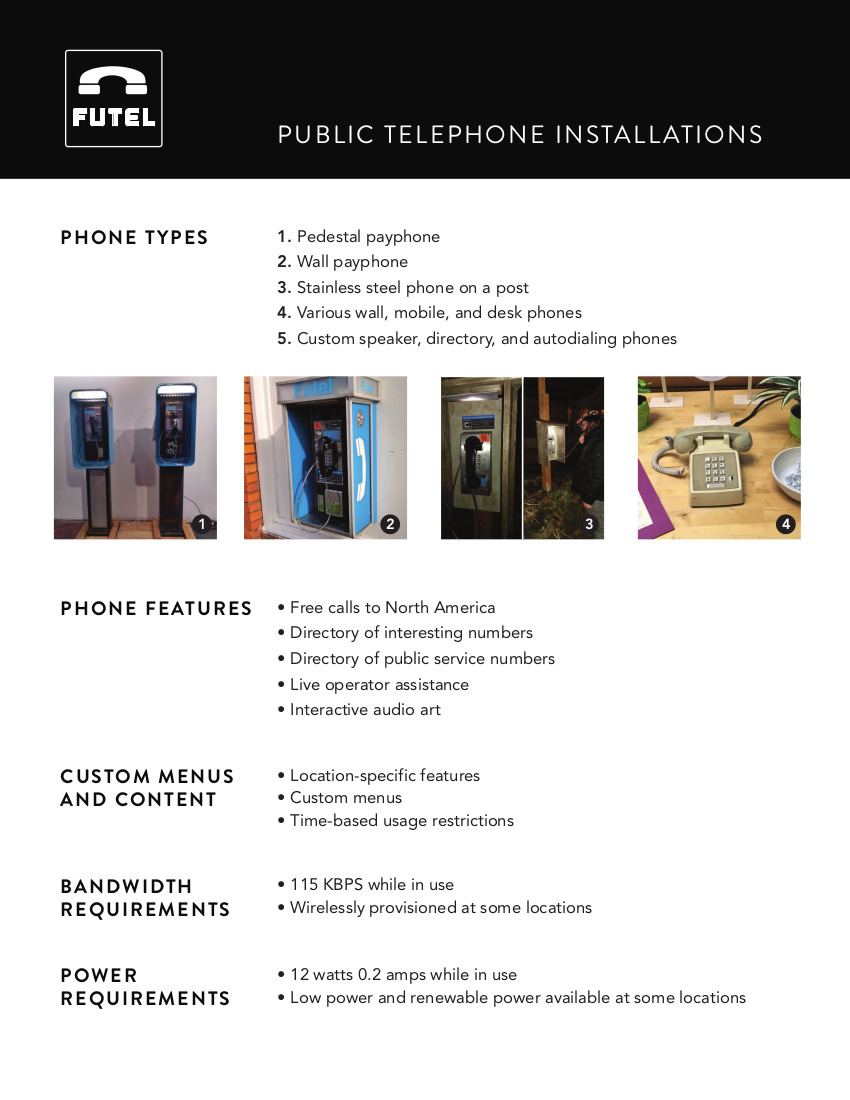 FUTEL
PUBLIC TELEPHONE INSTALLATIONS
PHONE TYPES
1. Pedestal payphone
2. Wall payphone
3. Stainless steel phone on a post
4. Various wall, mobile, and desk phones
5. Custom speaker, directory, and autodialing phones
Futel
1
2
3
4
PHONE FEATURES
• Free calls to North America
• Directory of interesting numbers
• Directory of public service numbers
• Live operator assistance
• Interactive audio art
CUSTOM MENUS
AND CONTENT
• Location-specific features
• Custom menus
• Time-based usage restrictions
BANDWIDTH
REQUIREMENTS
• 115 KBPS while in use
• Wirelessly provisioned at some locations
POWER
REQUIREMENTS
• 12 watts 0.2 amps while in use
• Low power and renewable power available at some locations